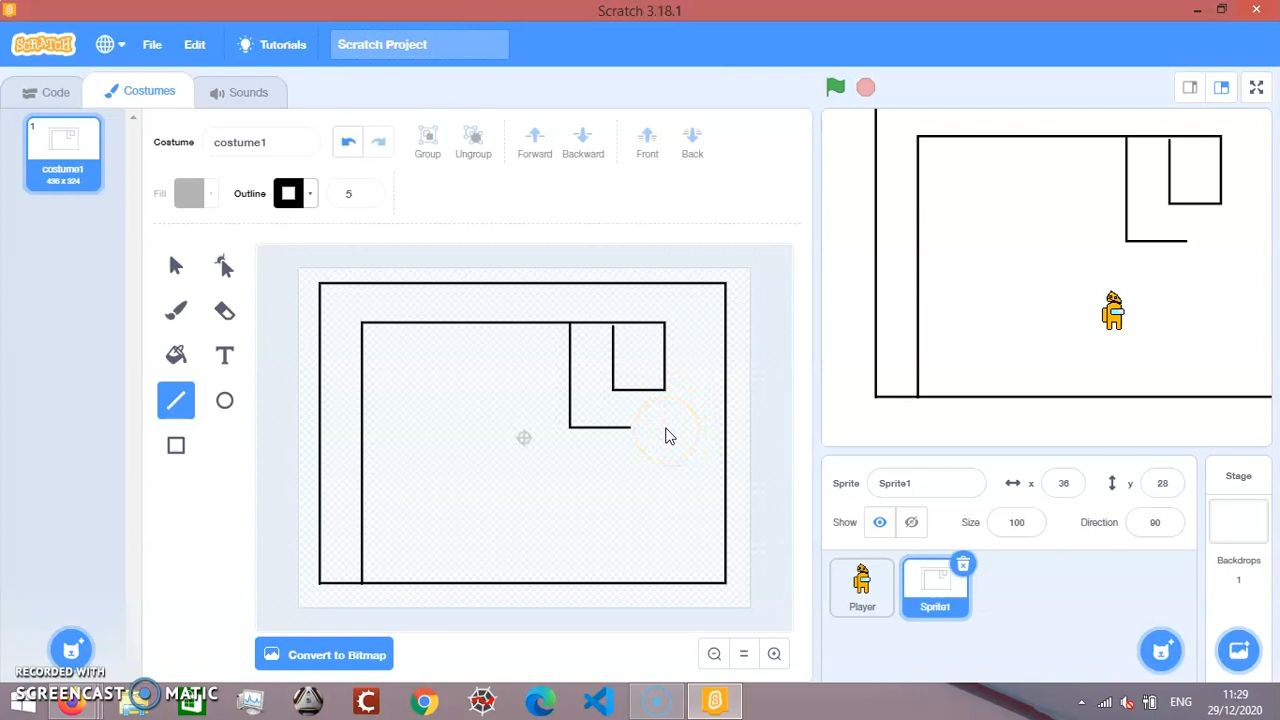 Scratch 3.18.1
SCRATCH
File
Edit
Tutorials
Scratch Project
Code
Costumes
Sounds
1
costume1
436 x 324
Costume
costume1
Group
Ungroup
Forward
Backward
Front
Back
Fill
Outline
5
T
Convert to Bitmap
Sprite
Sprite1
x
36
y
28
Show
Size
100
Direction
90
Player
Sprite1
Stage
Backdrops
1
RECORDED WITH
SCREENCAST MATIC
ENG
11:29
29/12/2020